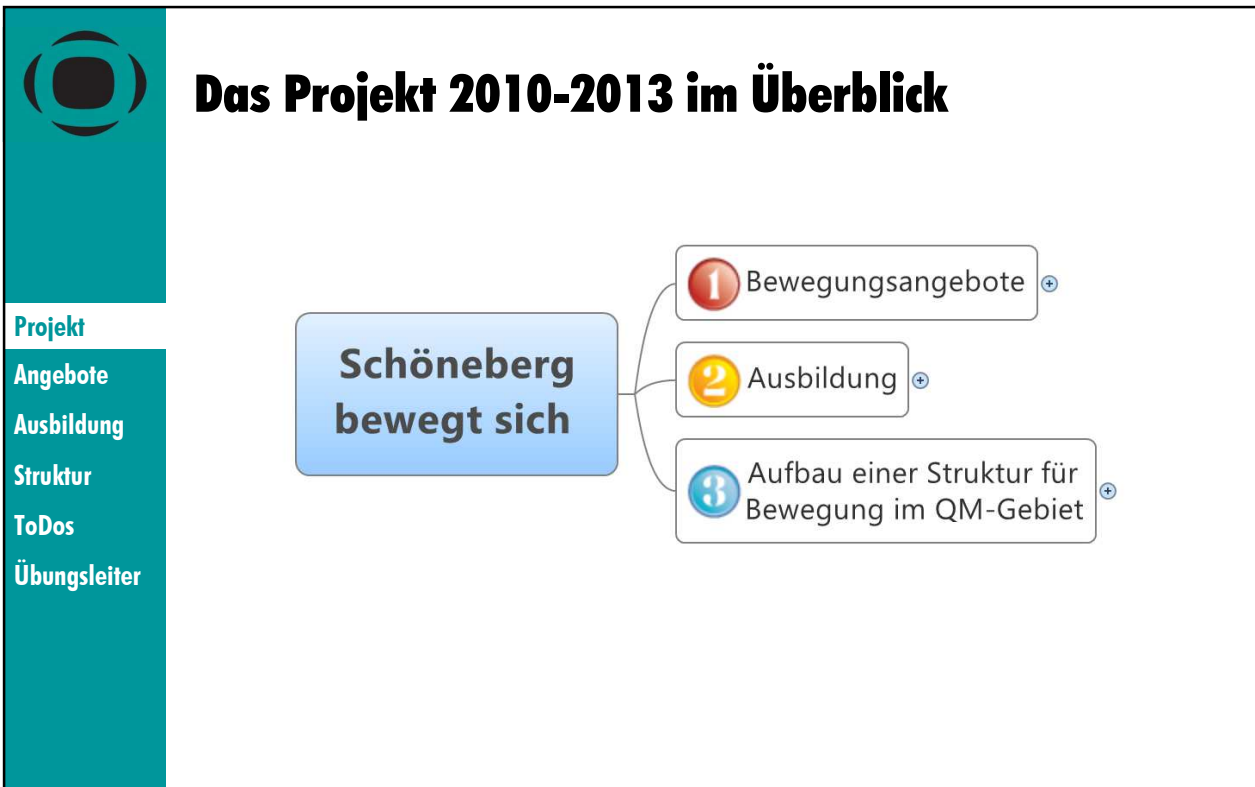 Das Projekt 2010-2013 im Überblick
Projekt
Angebote
Ausbildung
Struktur
ToDos
Übungsleiter
Schöneberg
bewegt sich
1 Bewegungsangebote
2 Ausbildung
3 Aufbau einer Struktur für
Bewegung im QM-Gebiet